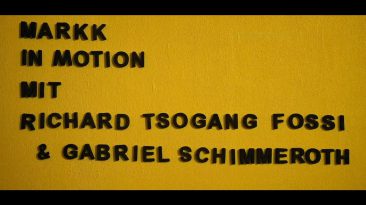 MARKK
IN MOTION
MIT
RICHARD TSOGANG FOSSI
& GABRIEL SCHIMMEROTH